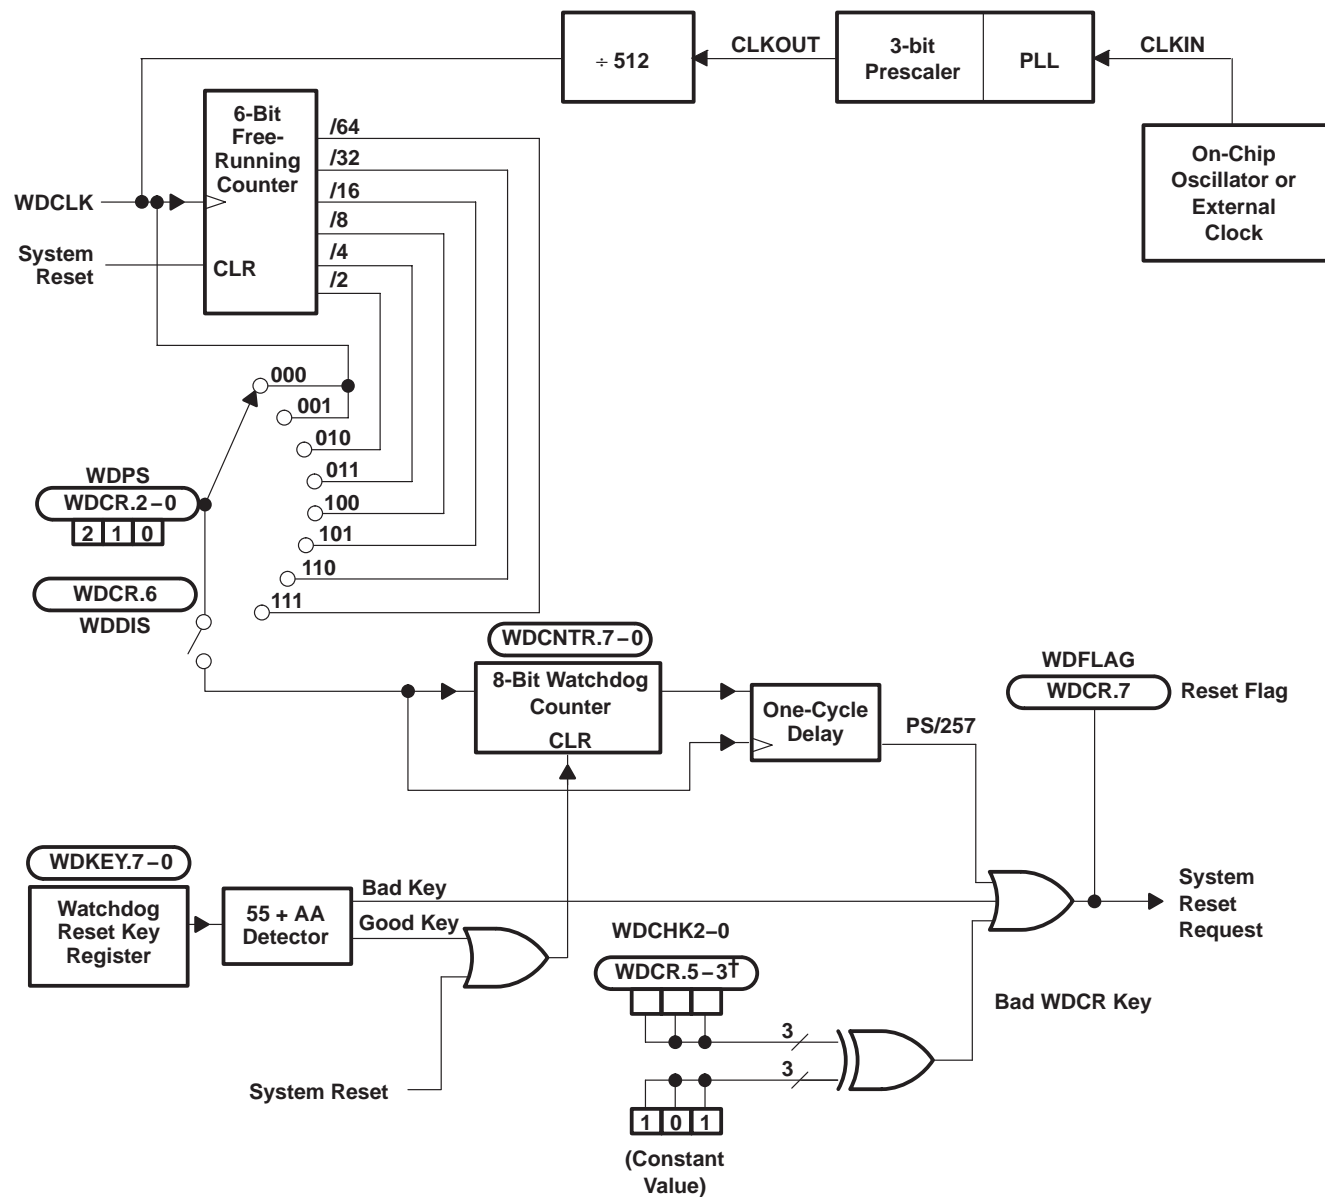 ÷ 512
CLKOUT
3-bit
Prescaler
PLL
CLKIN
On-Chip
Oscillator or
External
Clock
6-Bit
Free-
Running
Counter
CLR
/64
/32
/16
/8
/4
/2
WDCLK
System
Reset
000
001
010
011
100
101
110
111
WDPS
WDCR.2–0
2 1 0
WDCR.6
WDDIS
WDCNTR.7–0
8-Bit Watchdog
Counter
CLR
One-Cycle
Delay
PS/257
WDFLAG
WDCR.7
Reset Flag
WDKEY.7–0
Watchdog
Reset Key
Register
55 + AA
Detector
Bad Key
Good Key
System Reset
WDCHK2–0
WDCR.5–3†
3
3
1 0 1
(Constant
Value)
Bad WDCR Key
System
Reset
Request